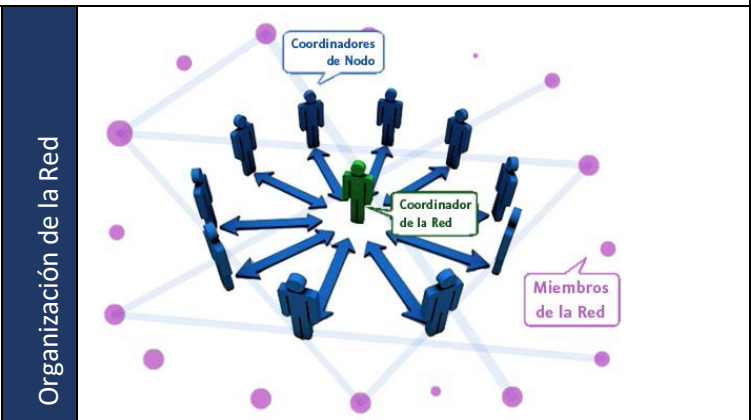 Organización de la Red
Coordinadores
de Nodo
Coordinador
de la Red
Miembros
de la Red